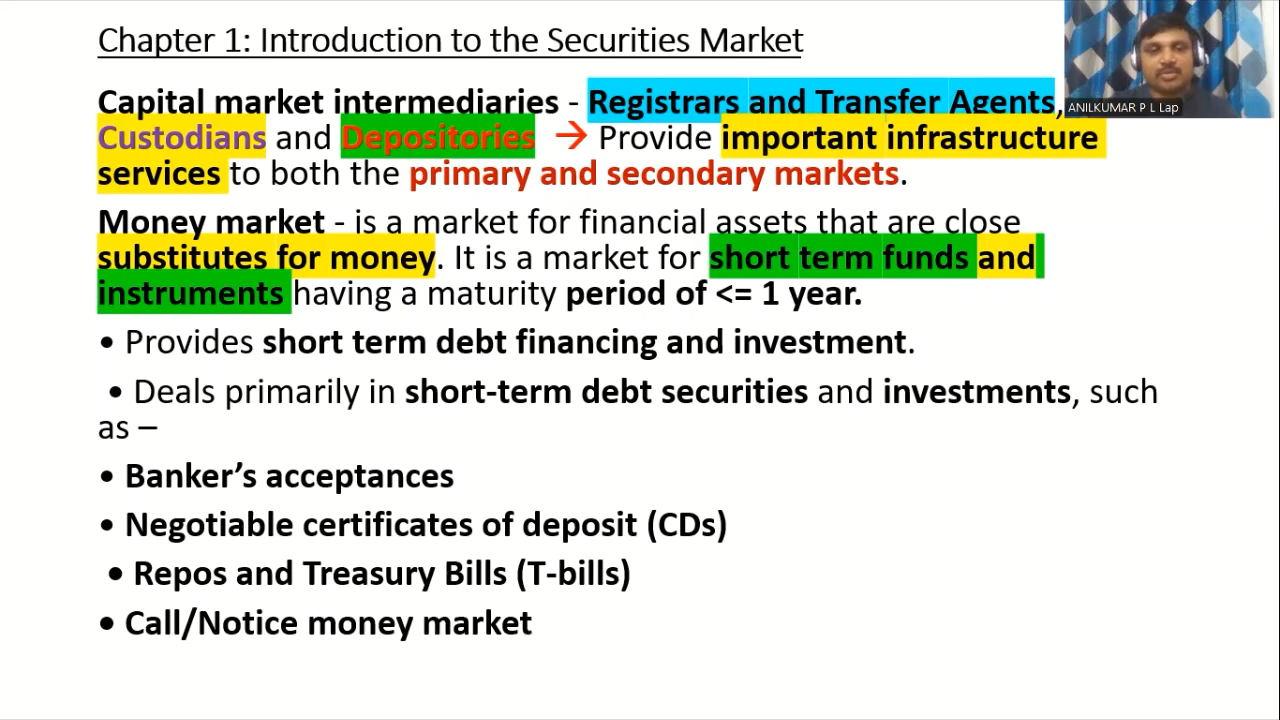 Chapter 1: Introduction to the Securities Market
Capital market intermediaries - Registrars and Transfer Agents,
ANILKUMAR P L Lap
Custodians and Depositories → Provide important infrastructure
services to both the primary and secondary markets.
Money market - is a market for financial assets that are close
substitutes for money. It is a market for short term funds and
instruments having a maturity period of <= 1 year.
• Provides short term debt financing and investment.
• Deals primarily in short-term debt securities and investments, such
as –
• Banker’s acceptances
• Negotiable certificates of deposit (CDs)
• Repos and Treasury Bills (T-bills)
• Call/Notice money market